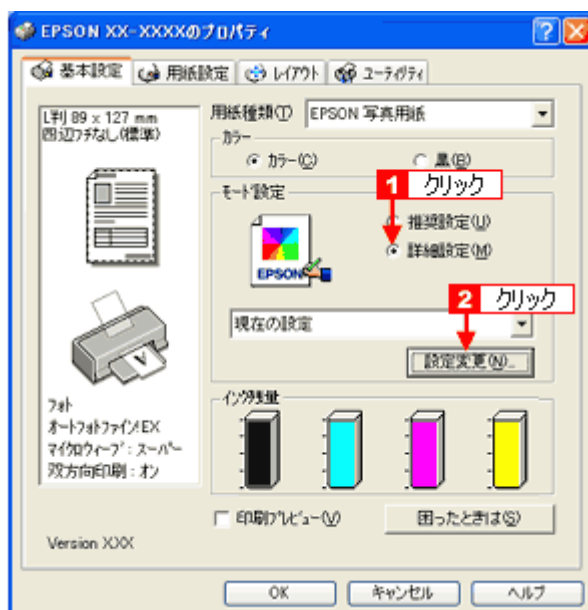 EPSON XX-XXXXのプロパティ
基本設定 用紙設定 レイアウト ユーティリティ
L判 89 x 127 mm
四辺フチなし(標準)
用紙種類(T) EPSON 写真用紙
カラー
カラー(C) 黒(B)
1 クリック
モード設定
推奨設定(U)
詳細設定(M)
EPSON
2 クリック
現在の設定
設定変更(N)...
フォト
オートフォトファイン!EX
マイクロウィーブ:スーパー
双方向印刷:オン
インク残量
印刷プレビュー(V) 困ったときは(S)
Version X.XX
OK キャンセル ヘルプ